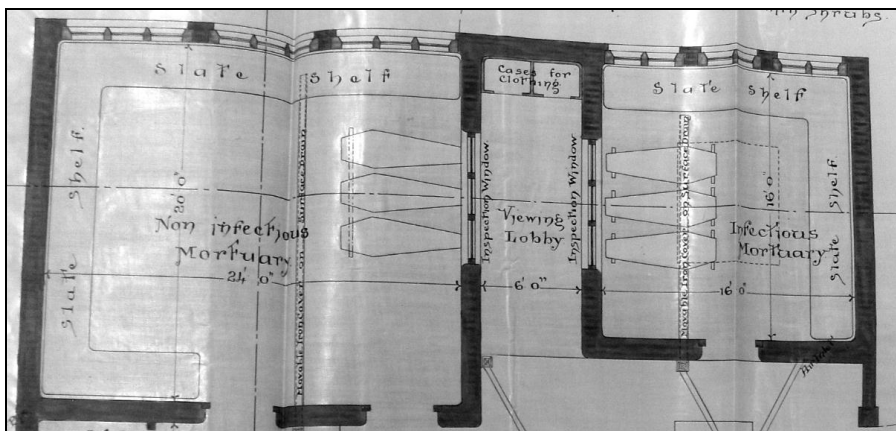 in Shrubs.
Slate Shelf
Shelf.
Slate
20' 0"
Non infectious
Mortuary
24' 0"
Movable Iron cover on Surface drain
Inspection Window
Cases for
Clothing
Viewing
Lobby
6' 0"
Inspection Window
Slate Shelf
Movable Iron Cover on Surface drain
16' 0"
Infectious
Mortuary
16' 0"
Shelf
Slate